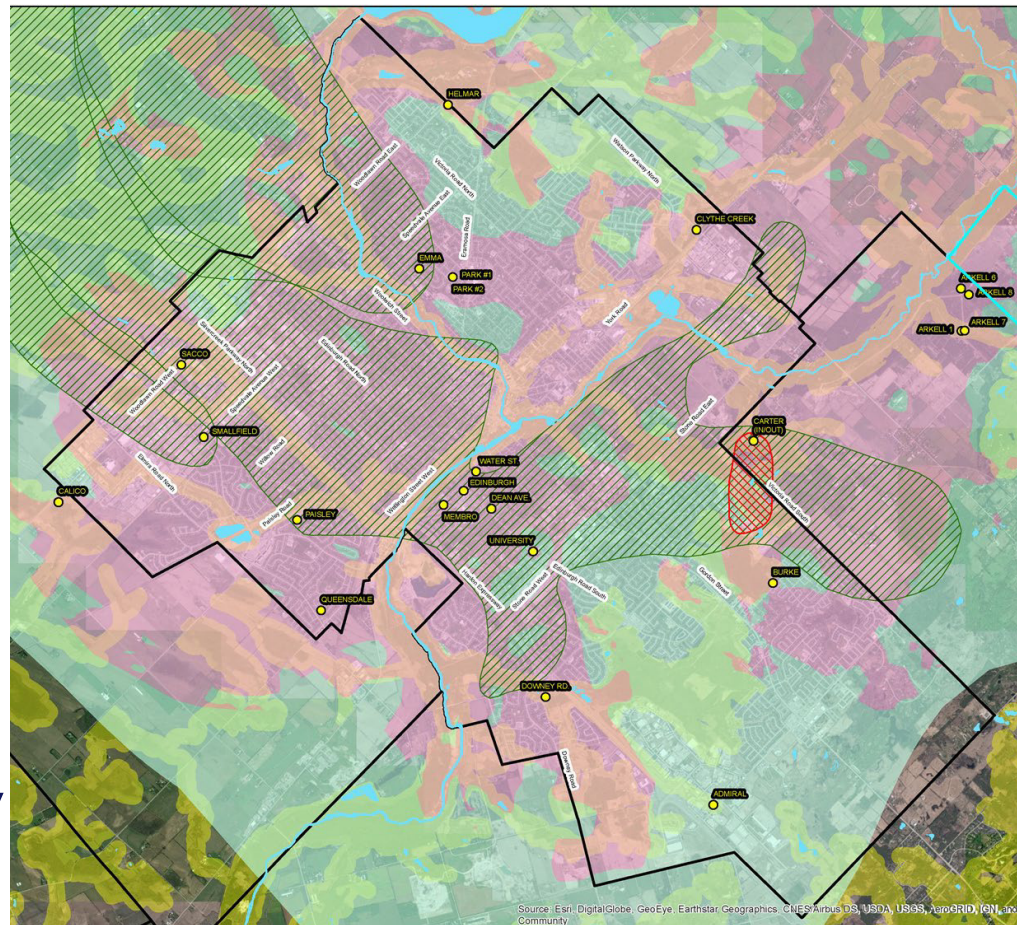 HELMAR
Woodlawn Road East
Victoria Road North
Watson Parkway North
Speedvale Avenue East
Eramosa Road
CLYTHE CREEK
EMMA
PARK #1
PARK #2
ARKELL 6
ARKELL 8
Woolwich Street
York Road
ARKELL 1
ARKELL 7
Silvercreek Parkway North
Edinburgh Road North
SACCO
Woodlawn Road West
Speedvale Avenue West
Stone Road East
SMALLFIELD
CARTER
(IN/OUT)
Willow Road
Elmira Road North
WATER ST.
Wellington Street West
EDINBURGH
CALICO
MEMBRO
DEAN AVE.
Victoria Road South
Paisley Road
PAISLEY
UNIVERSITY
Hanlon Expressway
Stone Road West
Edinburgh Road South
Gordon Street
BURKE
QUEENSDALE
DOWNEY RD.
Downey Road
ADMIRAL
Source: Esri, DigitalGlobe, GeoEye, Earthstar Geographics, CNES/Airbus DS, USDA, USGS, AeroGRID, IGN, and
Community